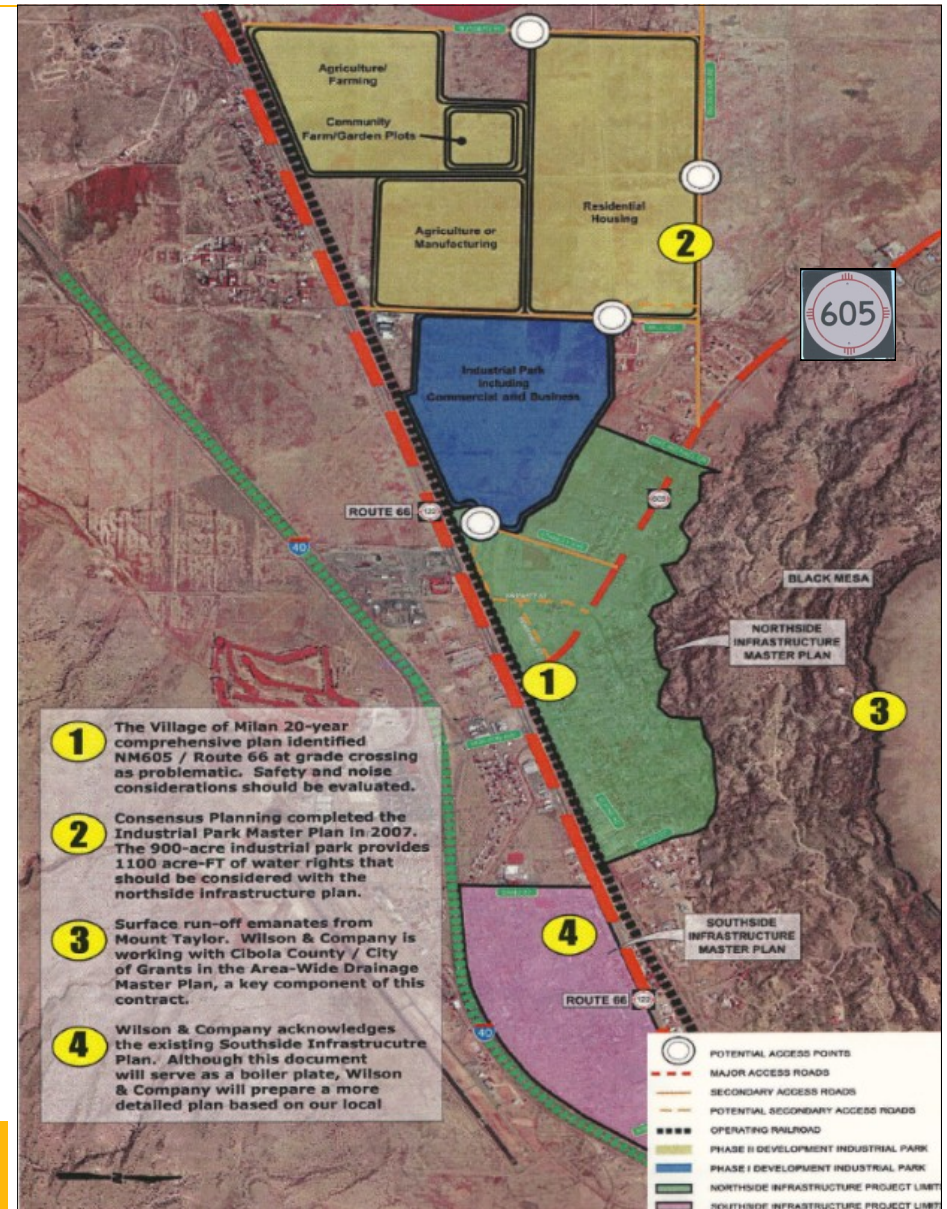 Agriculture/
Farming
Community
Farm/Garden Plots
Agriculture or
Manufacturing
Residential
Housing
2
605
Industrial Park
including
Commercial and Business
ROUTE 66
122
605
40
BLACK MESA
NORTHSIDE
INFRASTRUCTURE
MASTER PLAN
1
3
1
The Village of Milan 20-year
comprehensive plan identified
NM605 / Route 66 at grade crossing
as problematic. Safety and noise
considerations should be evaluated.
2
Consensus Planning completed the
Industrial Park Master Plan in 2007.
The 900-acre industrial park provides
1100 acre-FT of water rights that
should be considered with the
northside infrastructure plan.
3
Surface run-off emanates from
Mount Taylor. Wilson & Company is
working with Cibola County / City
of Grants in the Area-Wide Drainage
Master Plan, a key component of this
contract.
4
Wilson & Company acknowledges
the existing Southside Infrastrucutre
Plan. Although this document
will serve as a boiler plate, Wilson
& Company will prepare a more
detailed plan based on our local
4
SOUTHSIDE
INFRASTRUCTURE
MASTER PLAN
ROUTE 66
122
40
POTENTIAL ACCESS POINTS
MAJOR ACCESS ROADS
SECONDARY ACCESS ROADS
POTENTIAL SECONDARY ACCESS ROADS
OPERATING RAILROAD
PHASE II DEVELOPMENT INDUSTRIAL PARK
PHASE I DEVELOPMENT INDUSTRIAL PARK
NORTHSIDE INFRASTRUCTURE PROJECT LIMIT
SOUTHSIDE INFRASTRUCTURE PROJECT LIMIT